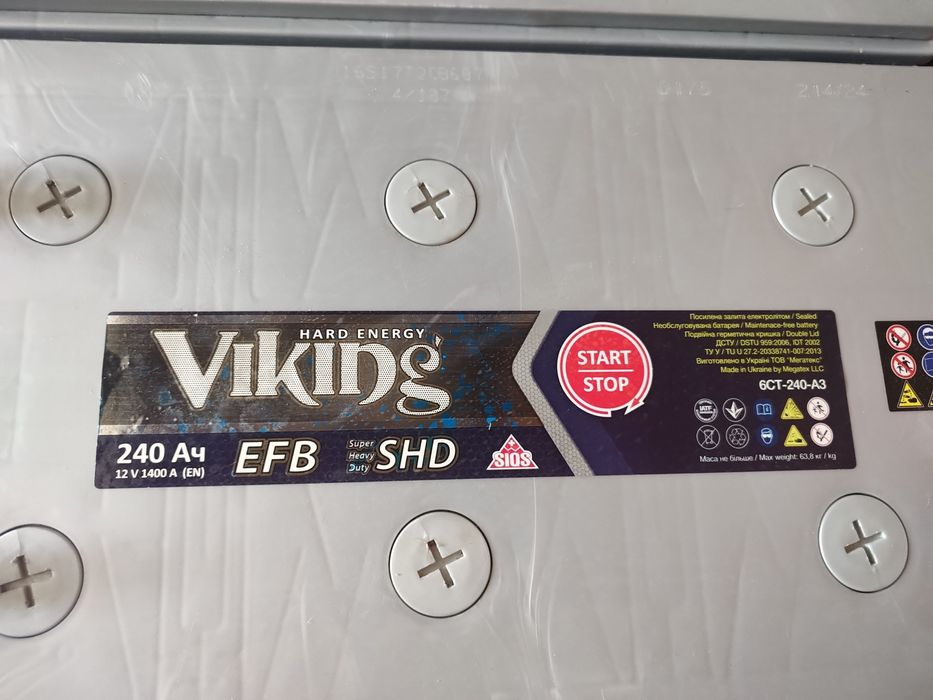 HARD ENERGY
Viking
240 Ач
12 V 1400 A (EN)
EFB
Super
Heavy
Duty
SHD
SIOS
START
STOP
Посилена залита електролітом / Sealed
Необслуговувана батарея / Maintenace-free battery
Подвійна герметична кришка / Double Lid
ДСТУ / DSTU 959:2006, IDT 2002
ТУ У / TU U 27.2-20338741-007:2013
Виготовлено в Україні ТОВ "Мегатекс"
Made in Ukraine by Megatex LLC
6СТ-240-А3
IATF
Маса не більше / Max weight: 63,8 кг / kg
214/24